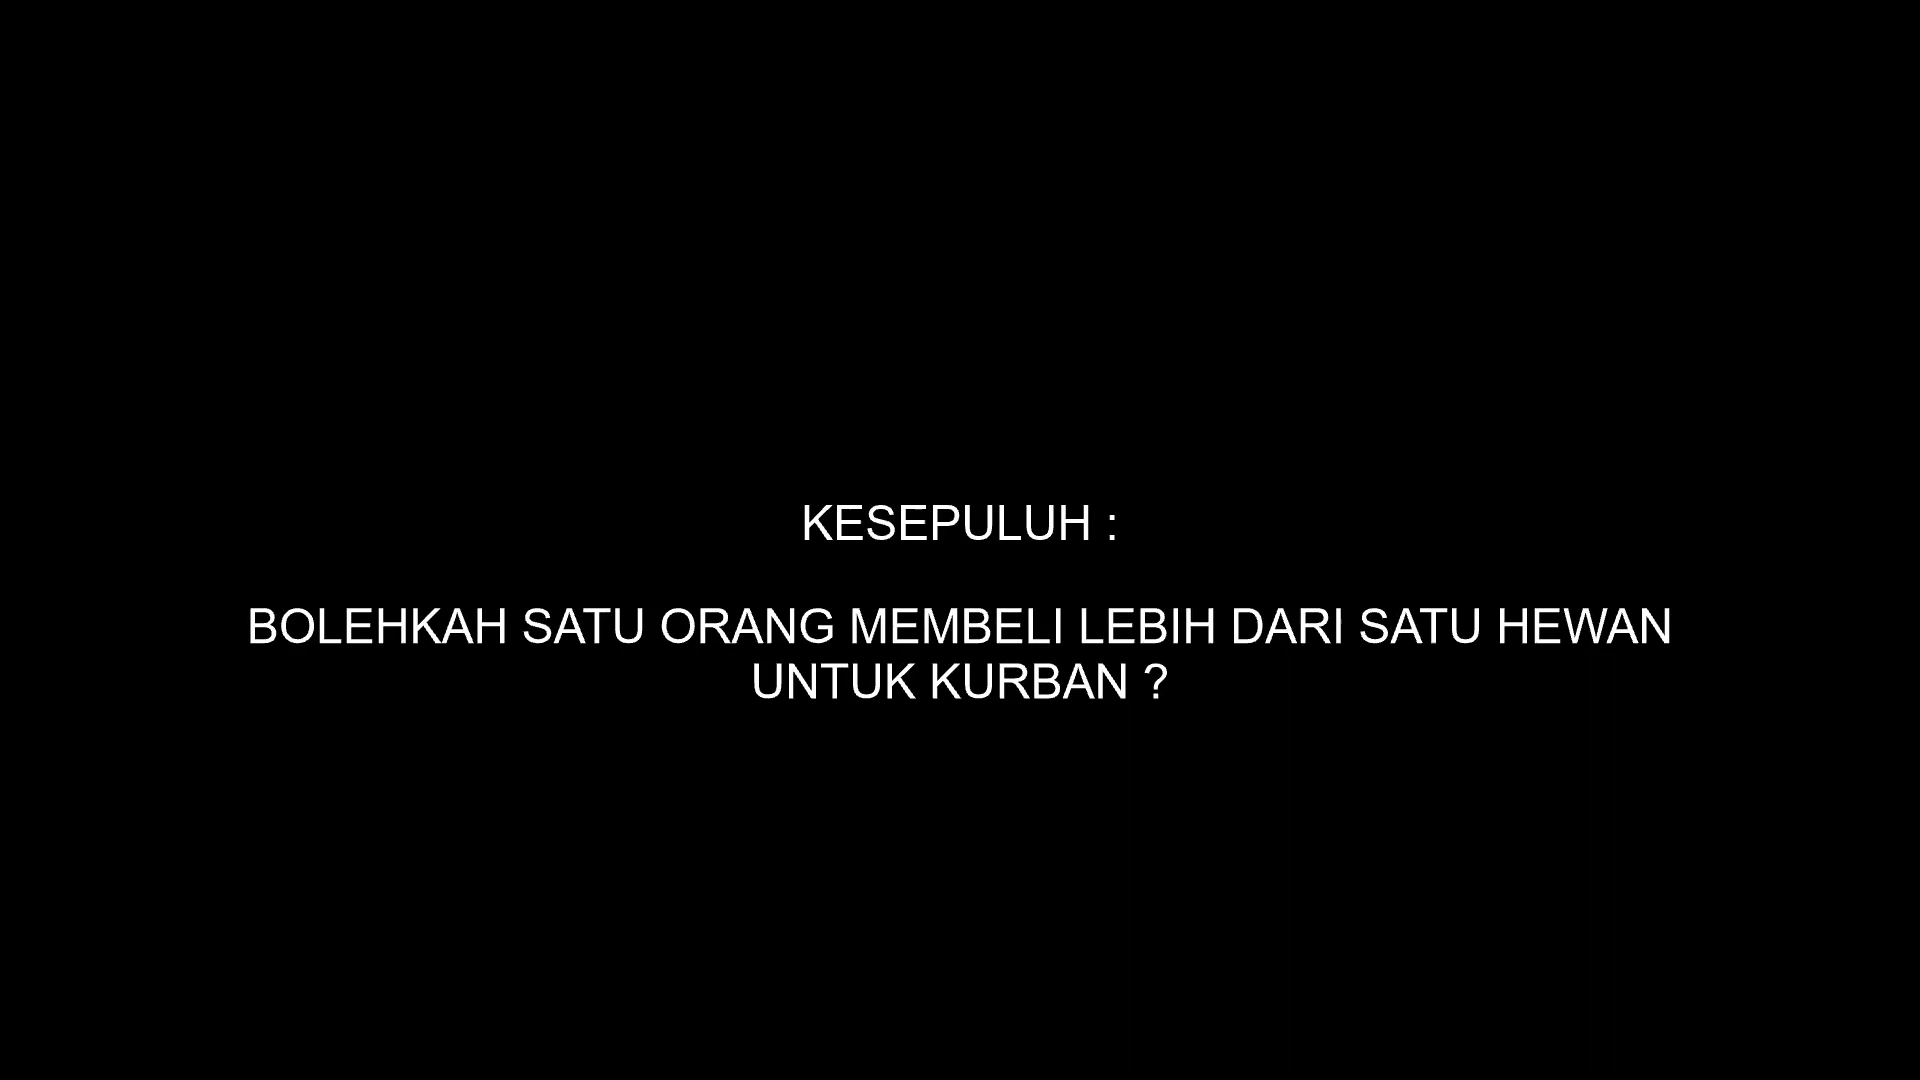 KESEPULUH :
BOLEHKAH SATU ORANG MEMBELI LEBIH DARI SATU HEWAN
UNTUK KURBAN ?